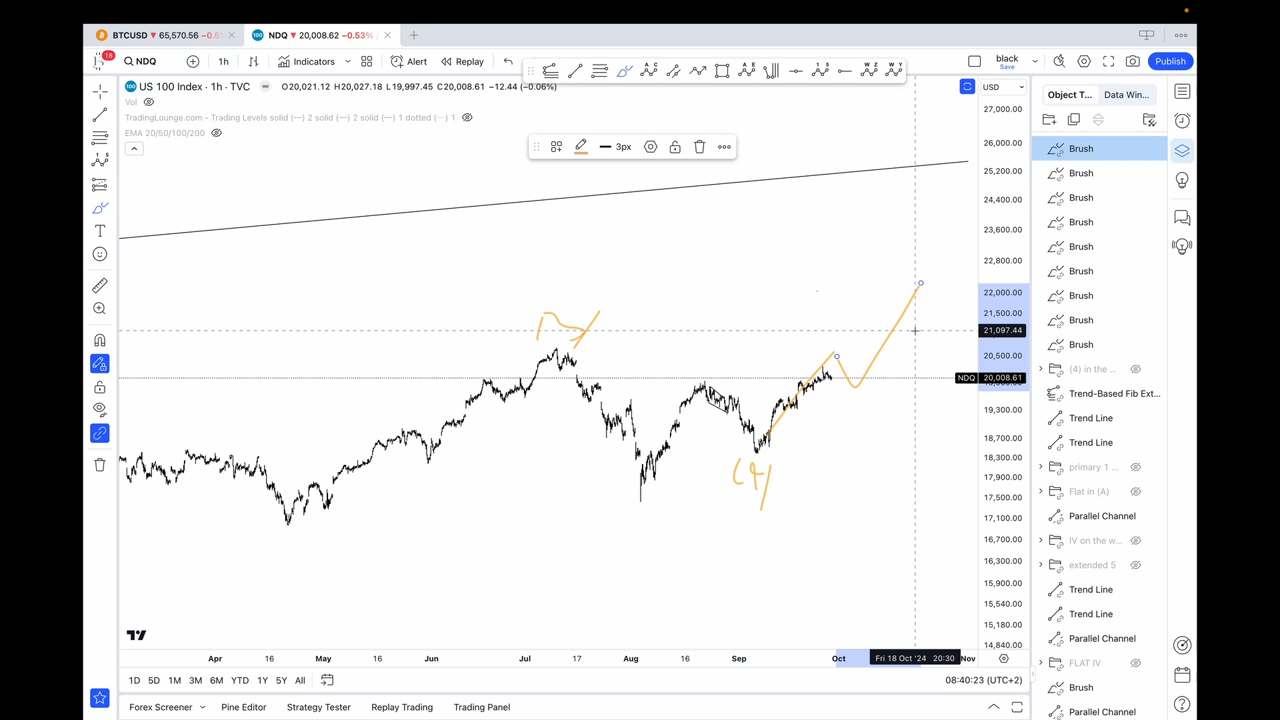 BTCUSD 65,570.56 −0.5
NDQ 20,008.62 −0.53%
18
NDQ
1h
Indicators
Alert
Replay
black
Save
Publish
US 100 Index · 1h · TVC
O20,021.12 H20,027.18 L19,997.45 C20,008.61 −12.44 (−0.06%)
Vol
TradingLounge.com - Trading Levels solid (—) 2 solid (—) 2 solid (—) 1 dotted (···) 1
EMA 20/50/100/200
3px
USD
27,000.00
26,000.00
25,200.00
24,400.00
23,600.00
22,800.00
22,000.00
21,500.00
21,097.44
20,500.00
NDQ 20,008.61
19,300.00
18,700.00
18,300.00
17,900.00
17,500.00
17,100.00
16,700.00
16,300.00
15,900.00
15,540.00
15,180.00
14,840.00
(4)
Apr 16 May 16 Jun Jul 17 Aug 16 Sep Oct Fri 18 Oct '24 20:30 Nov
1D 5D 1M 3M 6M YTD 1Y 5Y All
08:40:23 (UTC+2)
Forex Screener Pine Editor Strategy Tester Replay Trading Trading Panel
Object T... Data Win...
Brush
Brush
Brush
Brush
Brush
Brush
Brush
Brush
Brush
(4) in the ...
Trend-Based Fib Ext...
Trend Line
Trend Line
primary 1 ...
Flat in (A)
Parallel Channel
IV on the w...
extended 5
Trend Line
Trend Line
Parallel Channel
FLAT IV
Brush
Parallel Channel